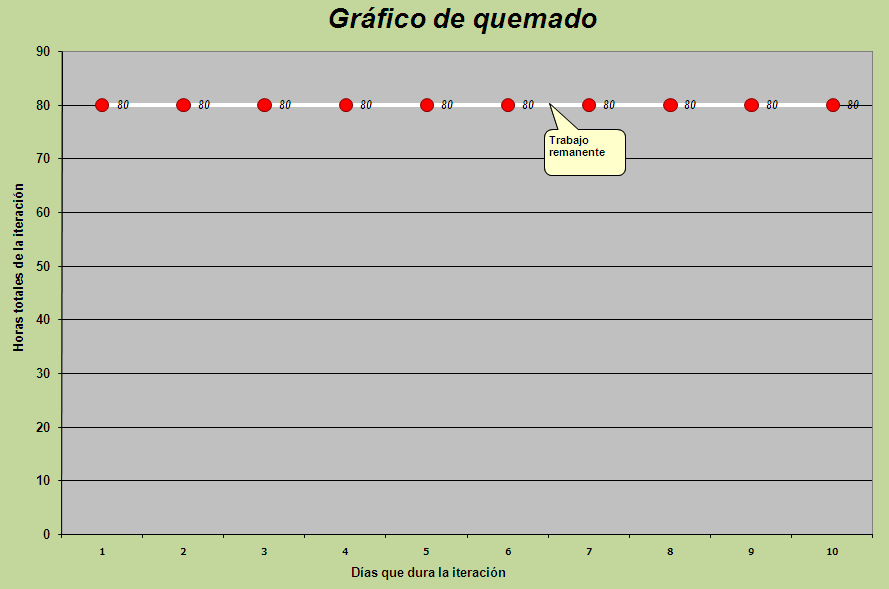 Gráfico de quemado
90
80
80 80 80 80 80 80 80 80 80 80
Trabajo
remanente
70
60
50
40
30
20
10
0
Horas totales de la iteración
1 2 3 4 5 6 7 8 9 10
Días que dura la iteración